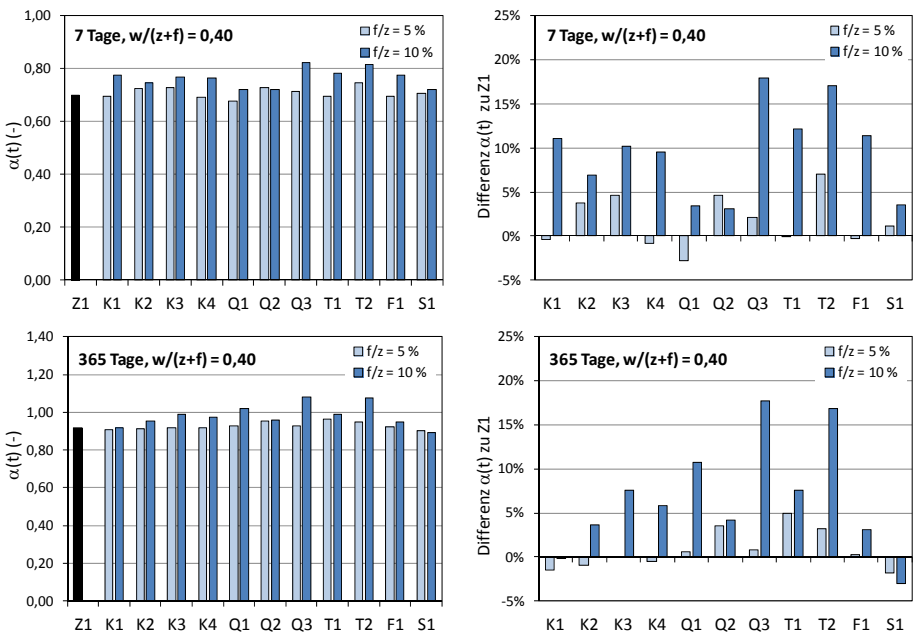 7 Tage, w/(z+f) = 0,40
f/z = 5 %
f/z = 10 %
α(t) (-)
1,00
0,80
0,60
0,40
0,20
0,00
Z1 K1 K2 K3 K4 Q1 Q2 Q3 T1 T2 F1 S1
7 Tage, w/(z+f) = 0,40
f/z = 5 %
f/z = 10 %
Differenz α(t) zu Z1
25%
20%
15%
10%
5%
0%
-5%
K1 K2 K3 K4 Q1 Q2 Q3 T1 T2 F1 S1
365 Tage, w/(z+f) = 0,40
f/z = 5 %
f/z = 10 %
α(t) (-)
1,40
1,20
1,00
0,80
0,60
0,40
0,20
0,00
Z1 K1 K2 K3 K4 Q1 Q2 Q3 T1 T2 F1 S1
365 Tage, w/(z+f) = 0,40
f/z = 5 %
f/z = 10 %
Differenz α(t) zu Z1
25%
20%
15%
10%
5%
0%
-5%
K1 K2 K3 K4 Q1 Q2 Q3 T1 T2 F1 S1